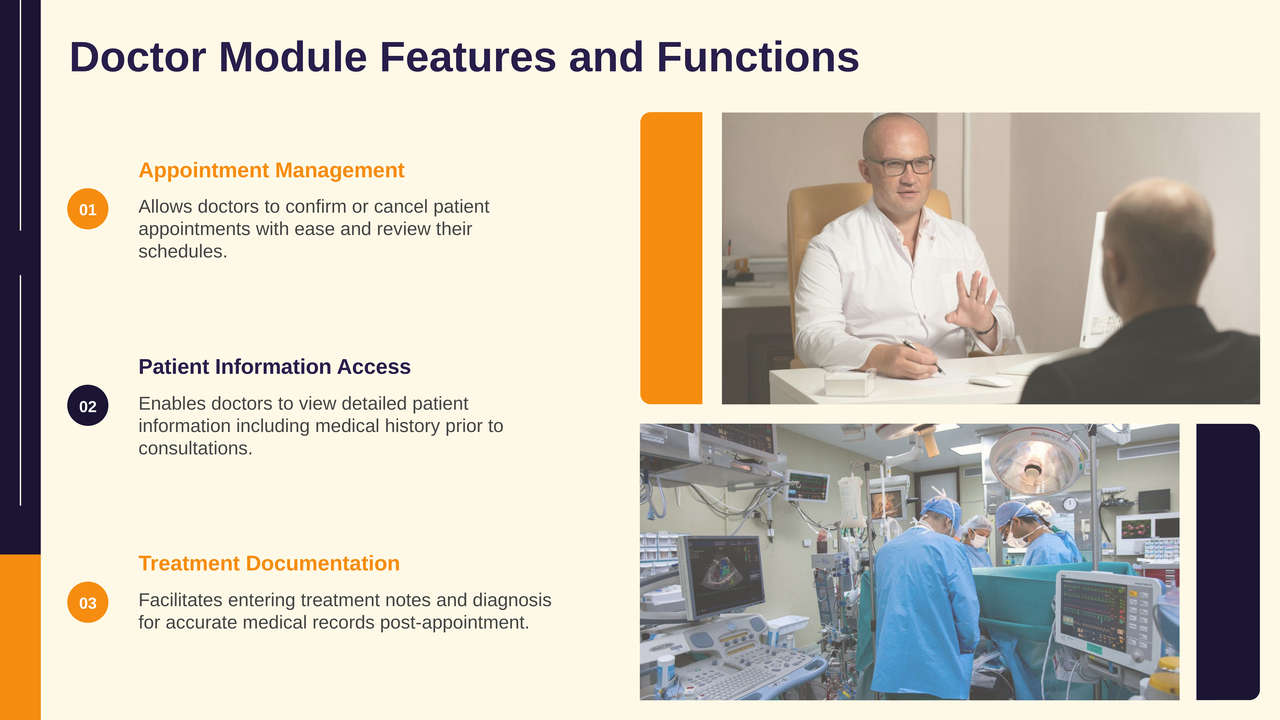 Doctor Module Features and Functions
Appointment Management
01
Allows doctors to confirm or cancel patient
appointments with ease and review their
schedules.
Patient Information Access
02
Enables doctors to view detailed patient
information including medical history prior to
consultations.
Treatment Documentation
03
Facilitates entering treatment notes and diagnosis
for accurate medical records post-appointment.